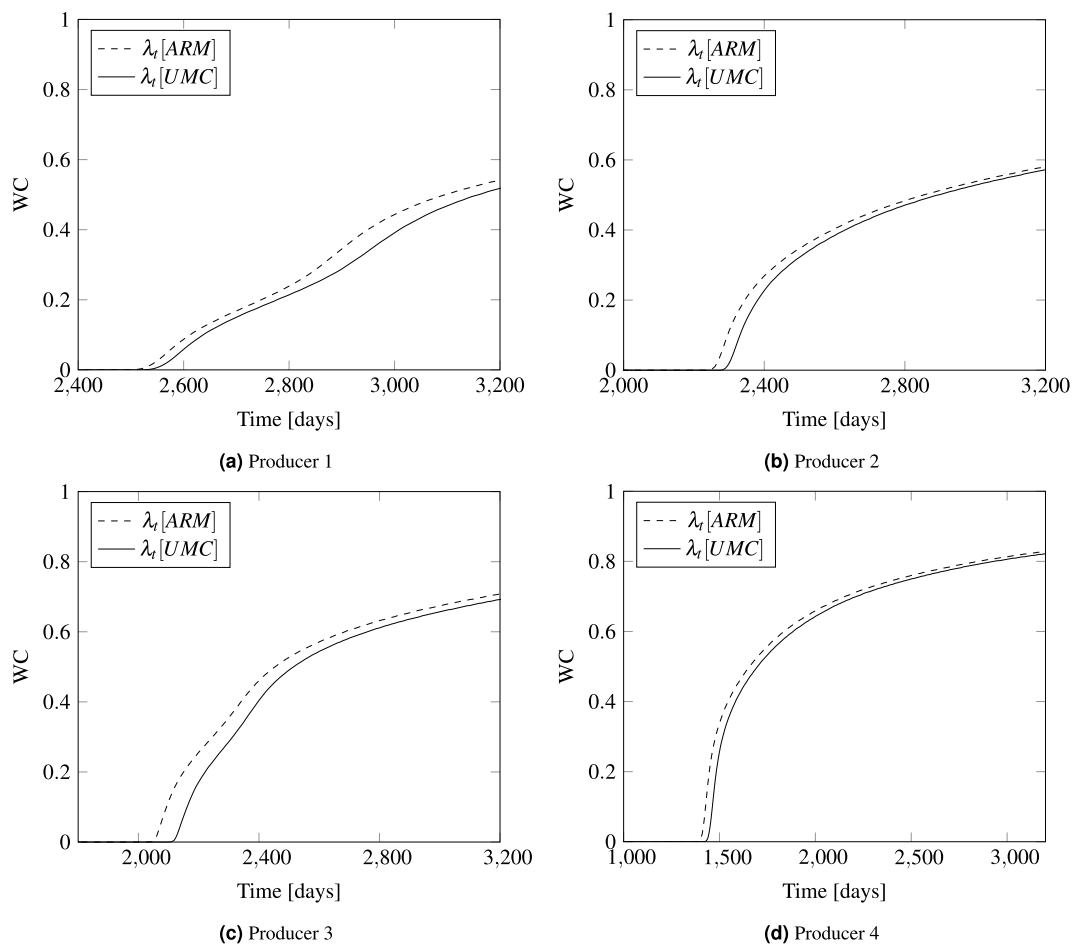 1
0.8
0.6
0.4
0.2
0
WC
λt[ARM]
λt[UMC]
2,400 2,600 2,800 3,000 3,200
Time [days]
(a) Producer 1
1
0.8
0.6
0.4
0.2
0
WC
λt[ARM]
λt[UMC]
2,000 2,400 2,800 3,200
Time [days]
(b) Producer 2
1
0.8
0.6
0.4
0.2
0
WC
λt[ARM]
λt[UMC]
2,000 2,400 2,800 3,200
Time [days]
(c) Producer 3
1
0.8
0.6
0.4
0.2
0
WC
λt[ARM]
λt[UMC]
1,000 1,500 2,000 2,500 3,000
Time [days]
(d) Producer 4